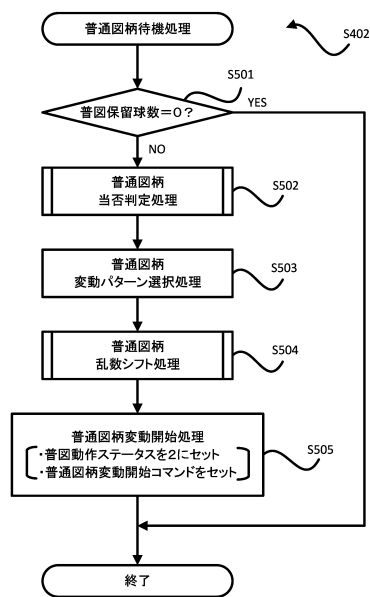 普通図柄待機処理
S402
S501
普図保留球数＝０？
YES
NO
普通図柄
当否判定処理
S502
普通図柄
変動パターン選択処理
S503
普通図柄
乱数シフト処理
S504
普通図柄変動開始処理
・普図動作ステータスを２にセット
・普通図柄変動開始コマンドをセット
S505
終了